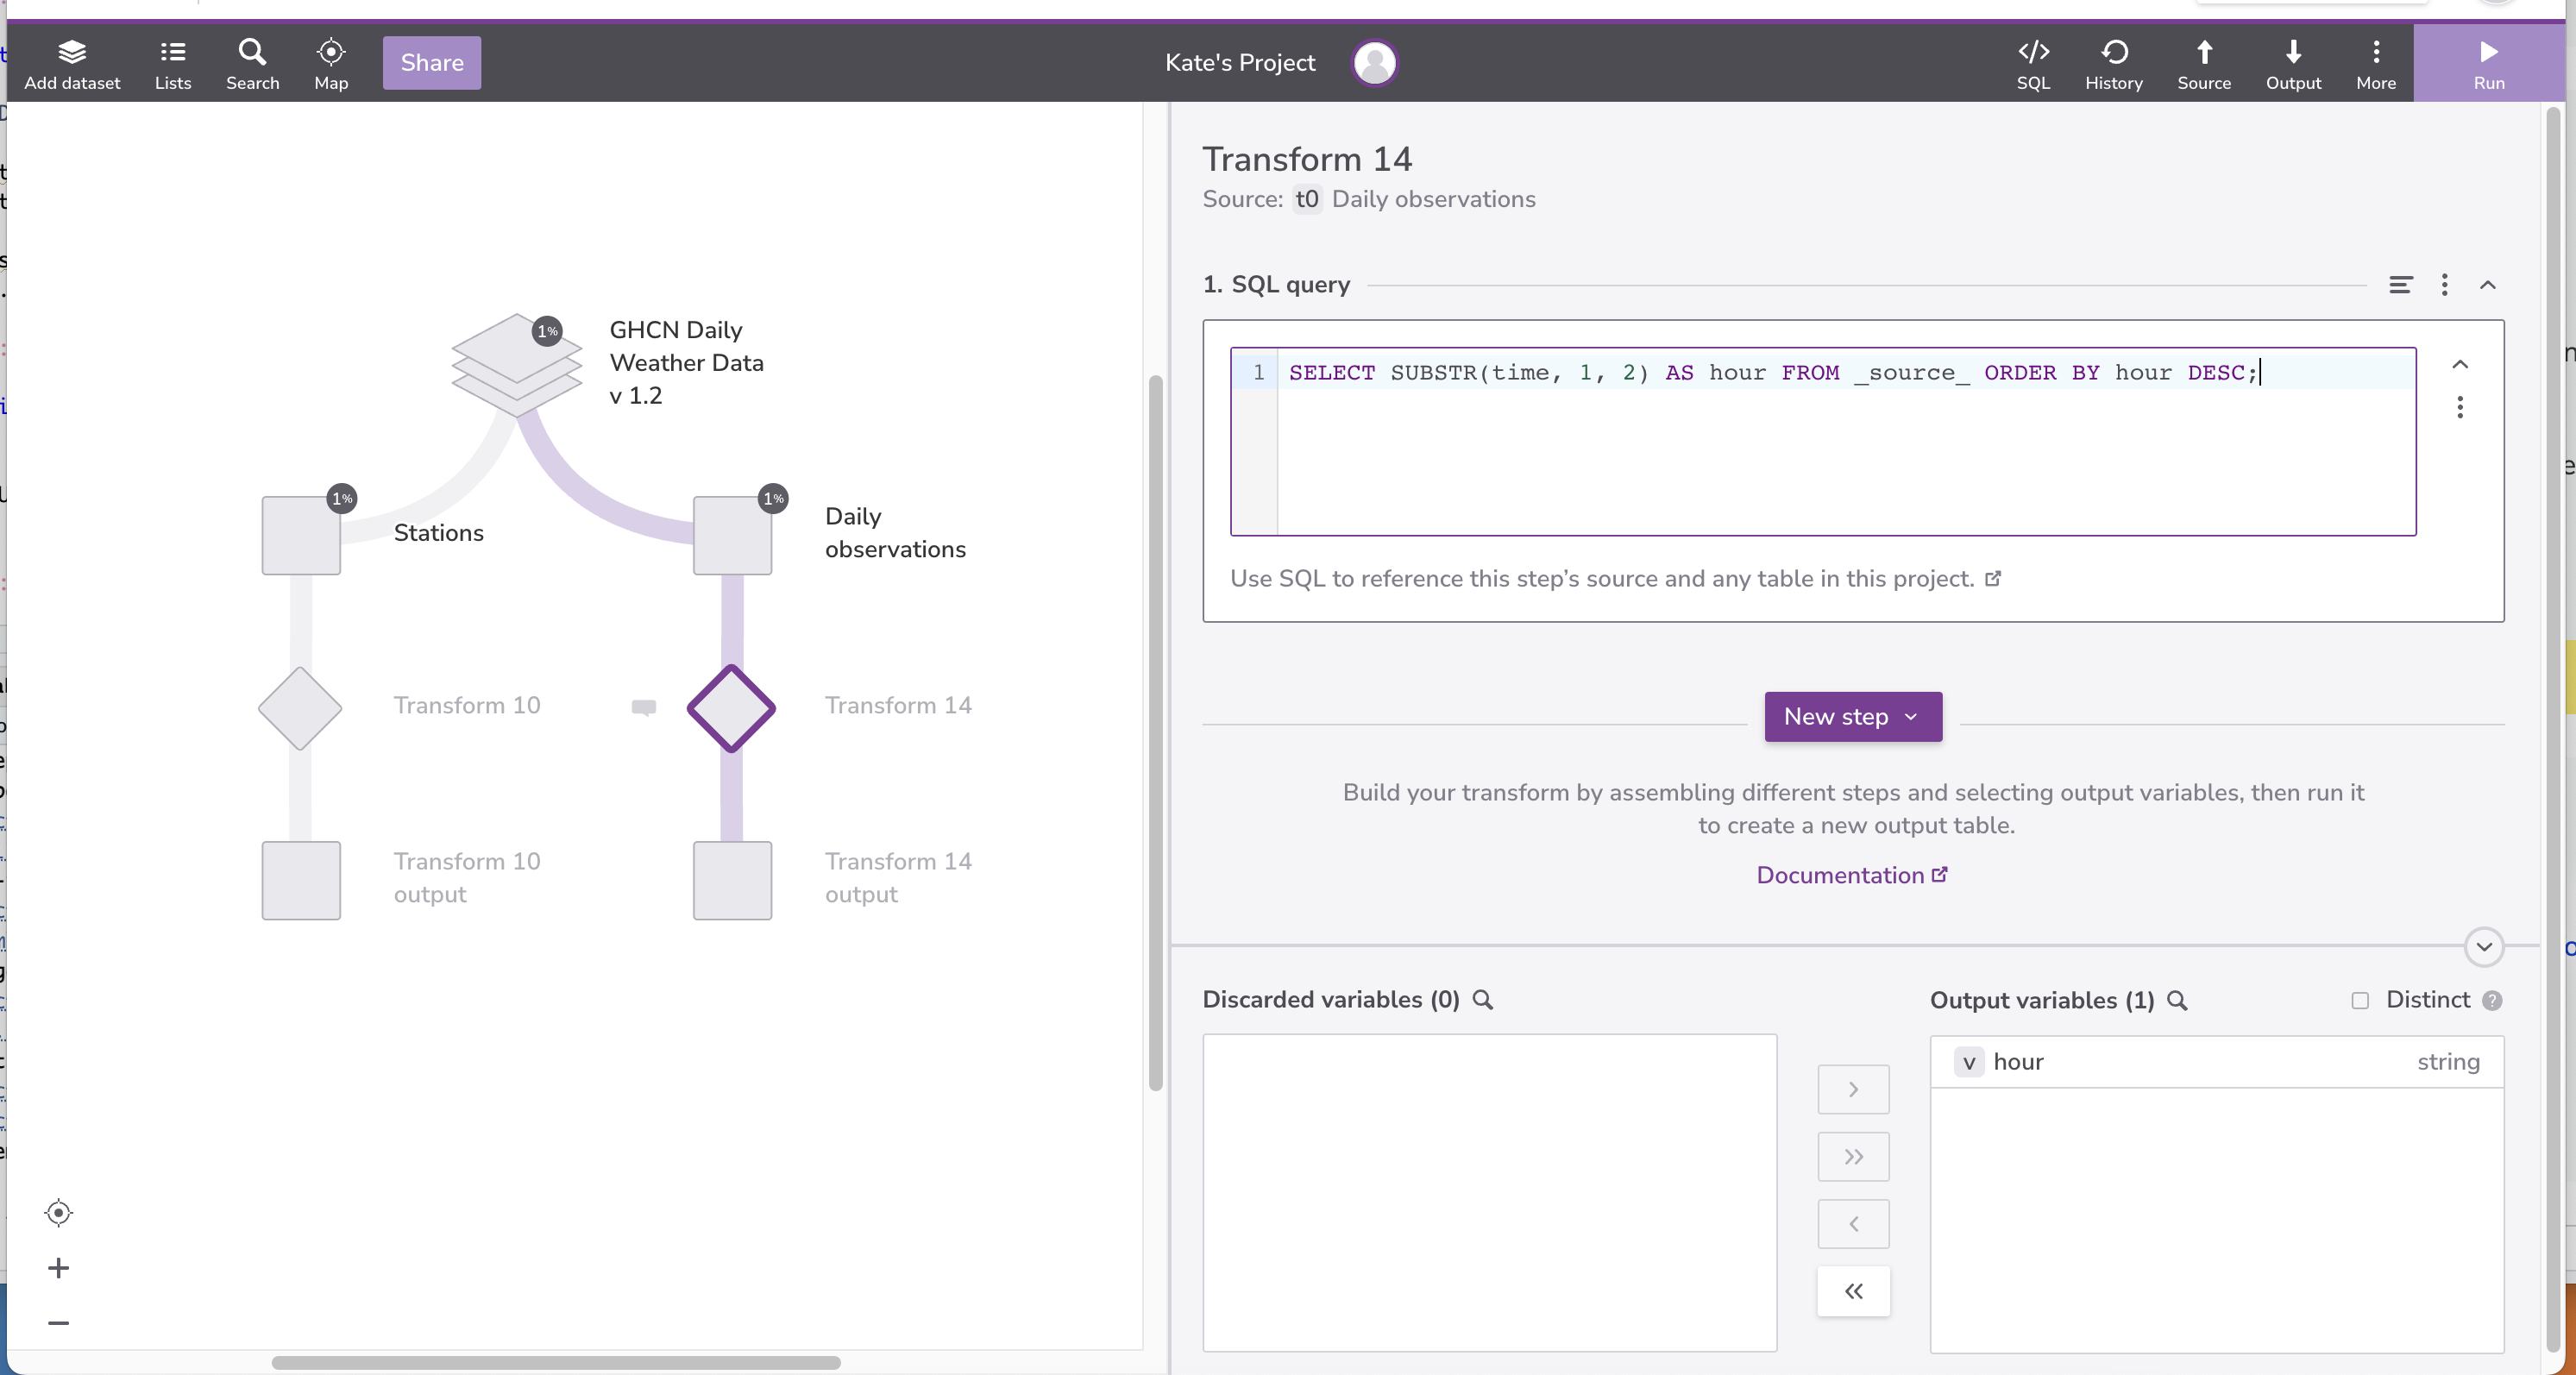 Add dataset
Lists
Search
Map
Share
Kate's Project
SQL
History
Source
Output
More
Run
1%
GHCN Daily
Weather Data
v 1.2
1%
Stations
1%
Daily
observations
Transform 10
Transform 14
Transform 10
output
Transform 14
output
Transform 14
Source: t0 Daily observations
1. SQL query
1 SELECT SUBSTR(time, 1, 2) AS hour FROM _source_ ORDER BY hour DESC;
Use SQL to reference this step’s source and any table in this project.
New step
Build your transform by assembling different steps and selecting output variables, then run it
to create a new output table.
Documentation
Discarded variables (0)
Output variables (1)
Distinct ?
v hour string